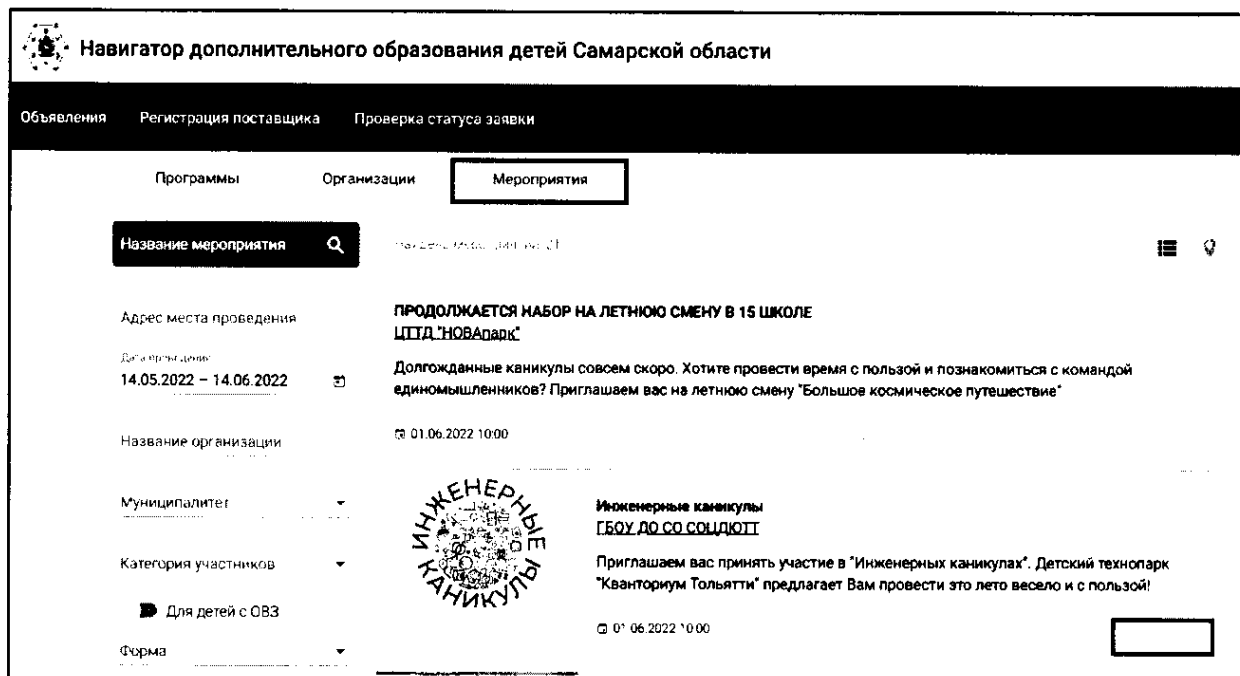 Навигатор дополнительного образования детей Самарской области
Объявления Регистрация поставщика Проверка статуса заявки
Программы Организации Мероприятия
Название мероприятия
Адрес места проведения
Дата проведения
14.05.2022 – 14.06.2022
Название организации
Муниципалитет
Категория участников
Для детей с ОВЗ
Форма
ПРОДОЛЖАЕТСЯ НАБОР НА ЛЕТНЮЮ СМЕНУ В 15 ШКОЛЕ
ЦТТД "НОВАпарк"
Долгожданные каникулы совсем скоро. Хотите провести время с пользой и познакомиться с командой
единомышленников? Приглашаем вас на летнюю смену "Большое космическое путешествие"
01.06.2022 10:00
ИНЖЕНЕРНЫЕ
КАНИКУЛЫ
Инженерные каникулы
ГБОУ ДО СО СОЦДЮТТ
Приглашаем вас принять участие в "Инженерных каникулах". Детский технопарк
"Кванториум Тольятти" предлагает Вам провести это лето весело и с пользой!
01.06.2022 10:00